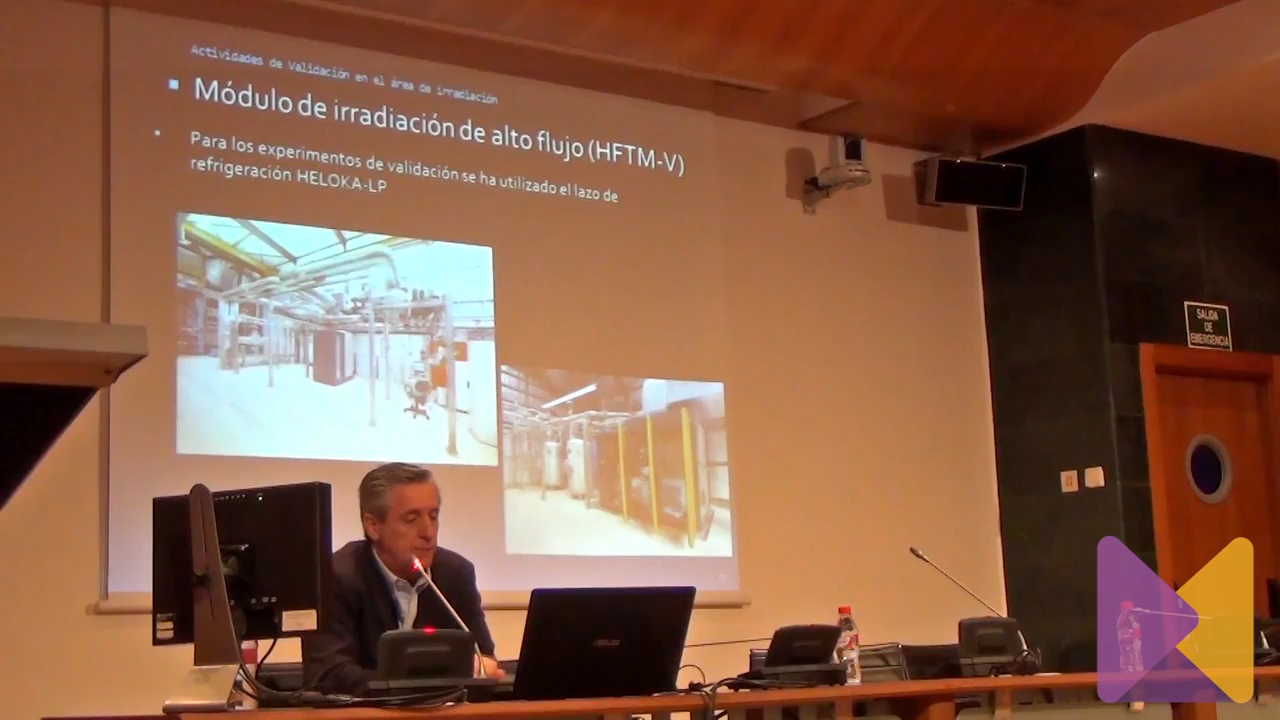 Actividades de Validación en el área de irradiación
Módulo de irradiación de alto flujo (HFTM-V)
Para los experimentos de validación se ha utilizado el lazo de
refrigeración HELOKA-LP
SALIDA
DE
EMERGENCIA
ASUS